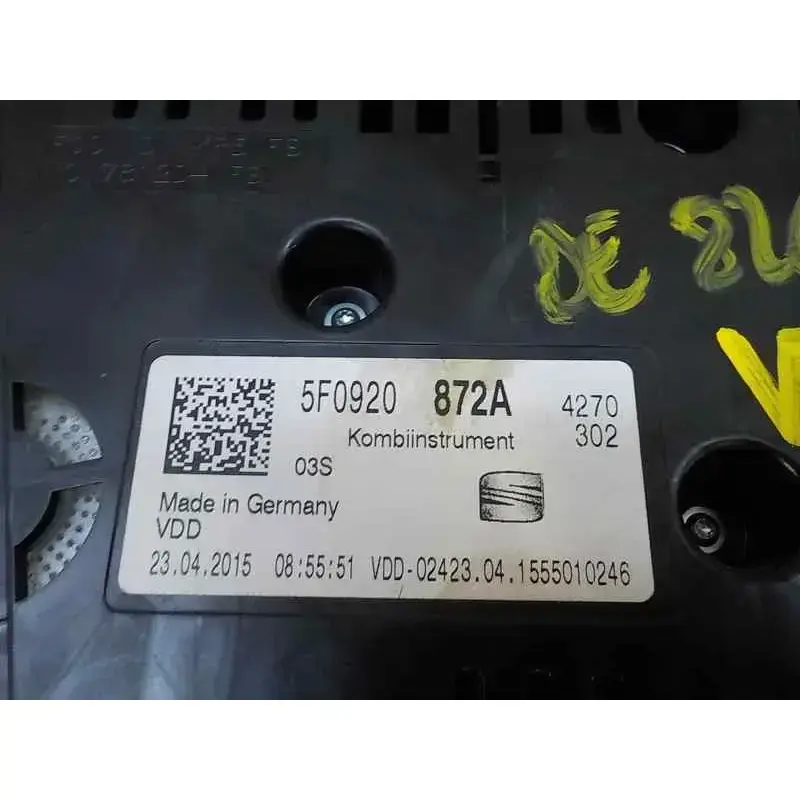 5F0920 872A 4270
Kombiinstrument 302
03S
Made in Germany
VDD
23.04.2015 08:55:51 VDD-02423.04.1555010246